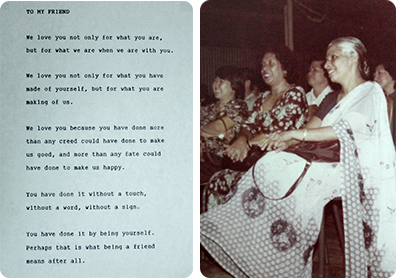 TO MY FRIEND
We love you not only for what you are,
but for what we are when we are with you.
We love you not only for what you have
made of yourself, but for what you are
making of us.
We love you because you have done more
than any creed could have done to make
us good, and more than any fate could
have done to make us happy.
You have done it without a touch,
without a word, without a sign.
You have done it by being yourself.
Perhaps that is what being a friend
means after all.